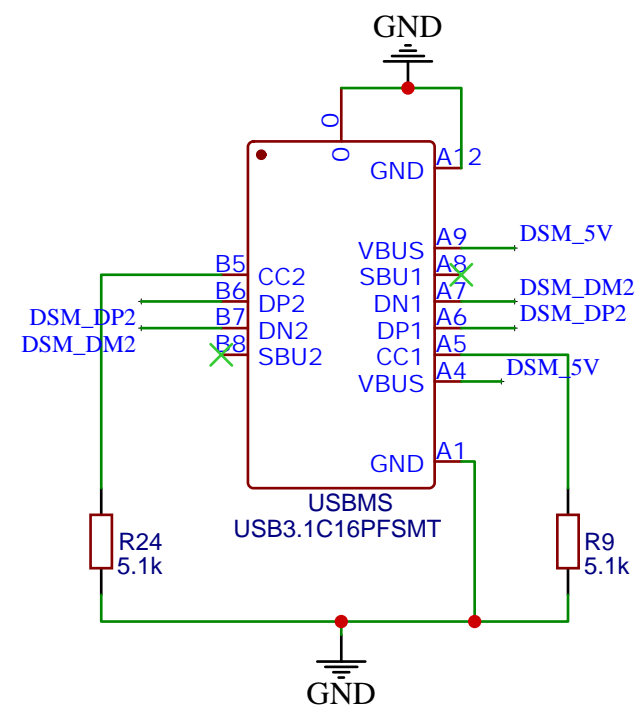 GND
0
0
A12
GND
A9
DSM_5V
VBUS
A8
SBU1
B5
CC2
A7
DSM_DM2
DN1
B6
DP2
A6
DSM_DP2
DP1
DSM_DP2
B7
DN2
A5
CC1
DSM_DM2
B8
SBU2
A4
DSM_5V
VBUS
A1
GND
USBMS
USB3.1C16PFSMT
R24
5.1k
R9
5.1k
GND